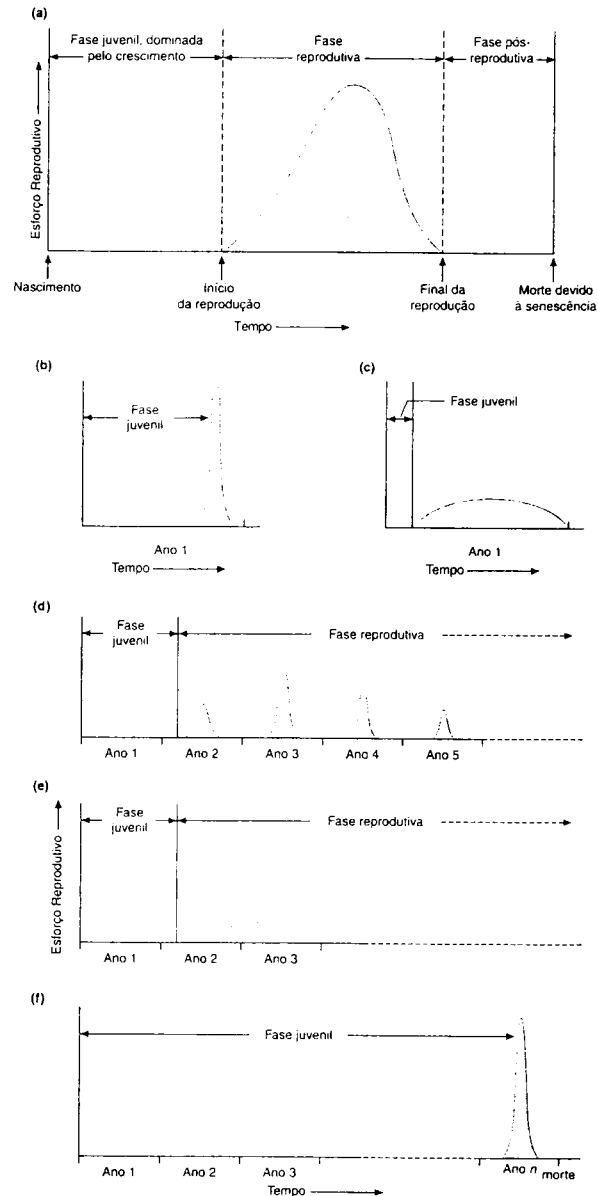 (a)
Fase juvenil, dominada
pelo crescimento
Fase
reprodutiva
Fase pós-
reprodutiva
Esforço Reprodutivo
Nascimento
Início
da reprodução
Final da
reprodução
Morte devido
à senescência
Tempo
(b)
Fase
juvenil
Ano 1
Tempo
(c)
Fase juvenil
Ano 1
Tempo
(d)
Fase
juvenil
Fase reprodutiva
Ano 1
Ano 2
Ano 3
Ano 4
Ano 5
(e)
Fase
juvenil
Fase reprodutiva
Esforço Reprodutivo
Ano 1
Ano 2
Ano 3
(f)
Fase juvenil
Ano 1
Ano 2
Ano 3
Ano n
morte
Tempo